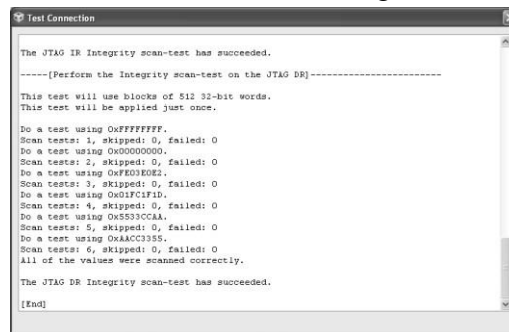 Test Connection
The JTAG IR Integrity scan-test has succeeded.
-----[Perform the Integrity scan-test on the JTAG DR]------------------------
This test will use blocks of 512 32-bit words.
This test will be applied just once.
Do a test using 0xFFFFFFFF.
Scan tests: 1, skipped: 0, failed: 0
Do a test using 0x00000000.
Scan tests: 2, skipped: 0, failed: 0
Do a test using 0xFE03E0E2.
Scan tests: 3, skipped: 0, failed: 0
Do a test using 0x01FC1F1D.
Scan tests: 4, skipped: 0, failed: 0
Do a test using 0x5533CCAA.
Scan tests: 5, skipped: 0, failed: 0
Do a test using 0xAACC3355.
Scan tests: 6, skipped: 0, failed: 0
All of the values were scanned correctly.
The JTAG DR Integrity scan-test has succeeded.
[End]